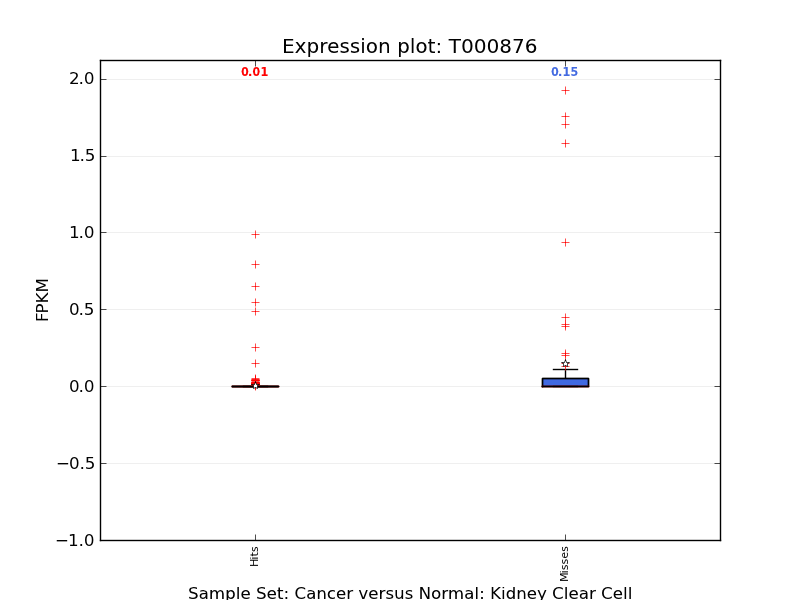 Expression plot: T000876
0.01
0.15
2.0
1.5
1.0
0.5
0.0
−0.5
−1.0
FPKM
Hits
Misses
Sample Set: Cancer versus Normal: Kidney Clear Cell